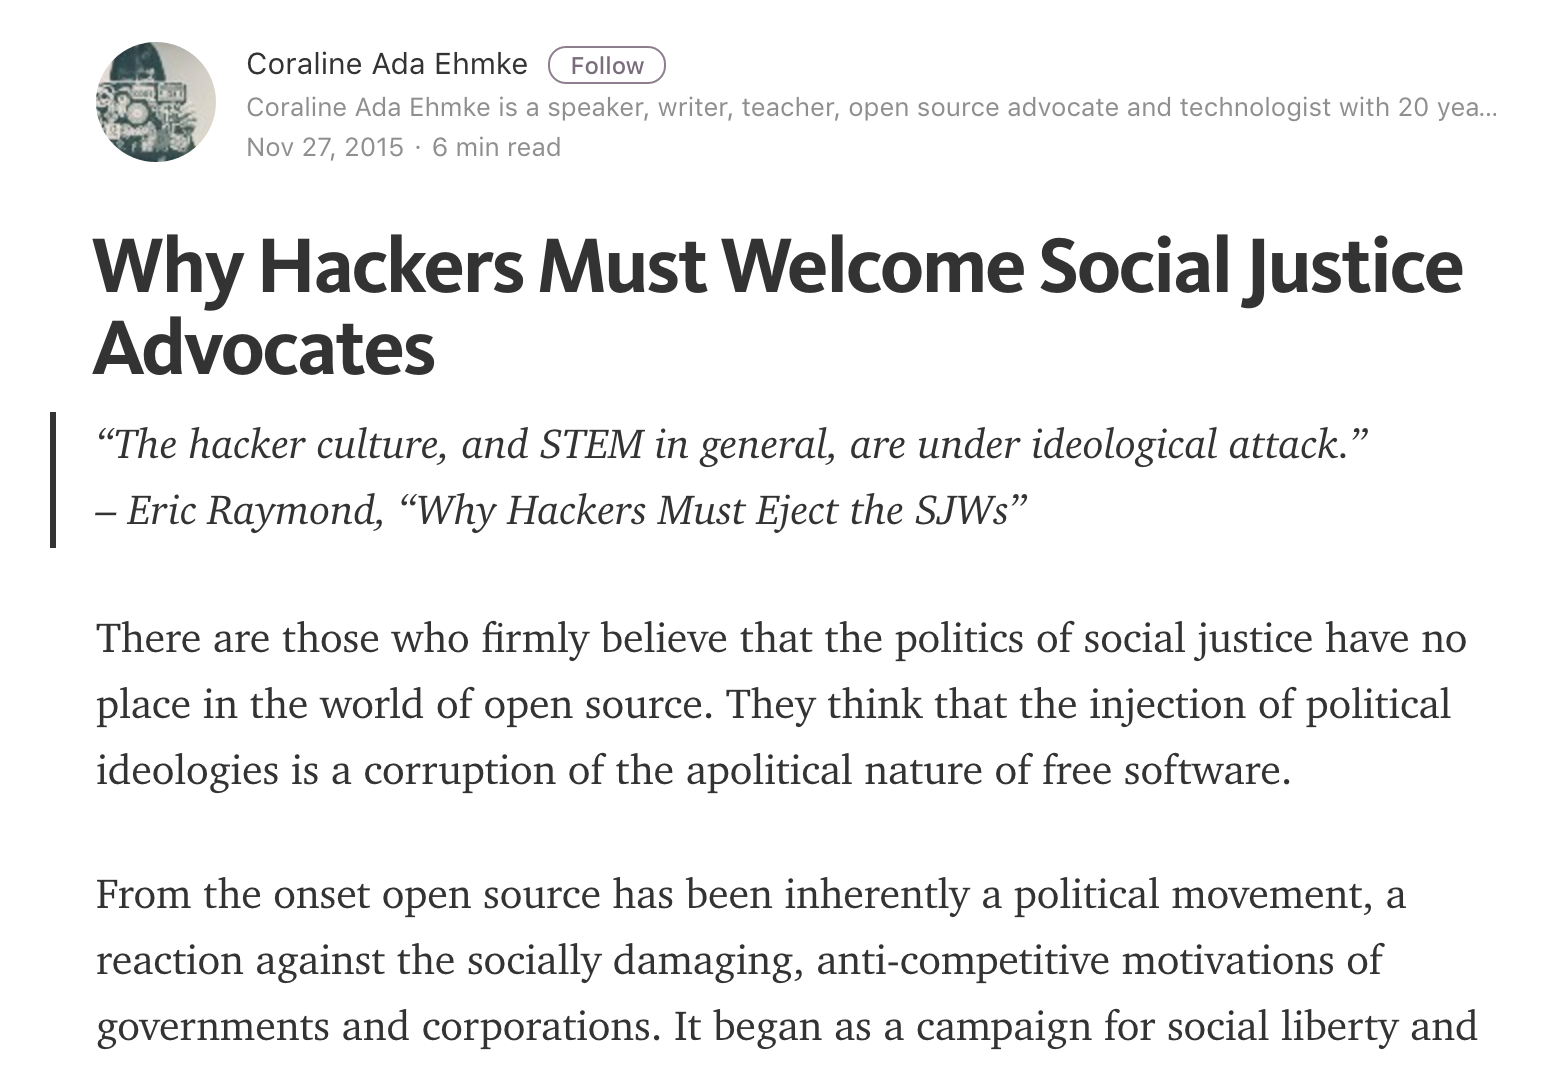 Coraline Ada Ehmke Follow
Coraline Ada Ehmke is a speaker, writer, teacher, open source advocate and technologist with 20 yea...
Nov 27, 2015 · 6 min read
Why Hackers Must Welcome Social Justice
Advocates
“The hacker culture, and STEM in general, are under ideological attack.”
– Eric Raymond, “Why Hackers Must Eject the SJWs”
There are those who firmly believe that the politics of social justice have no
place in the world of open source. They think that the injection of political
ideologies is a corruption of the apolitical nature of free software.
From the onset open source has been inherently a political movement, a
reaction against the socially damaging, anti-competitive motivations of
governments and corporations. It began as a campaign for social liberty and